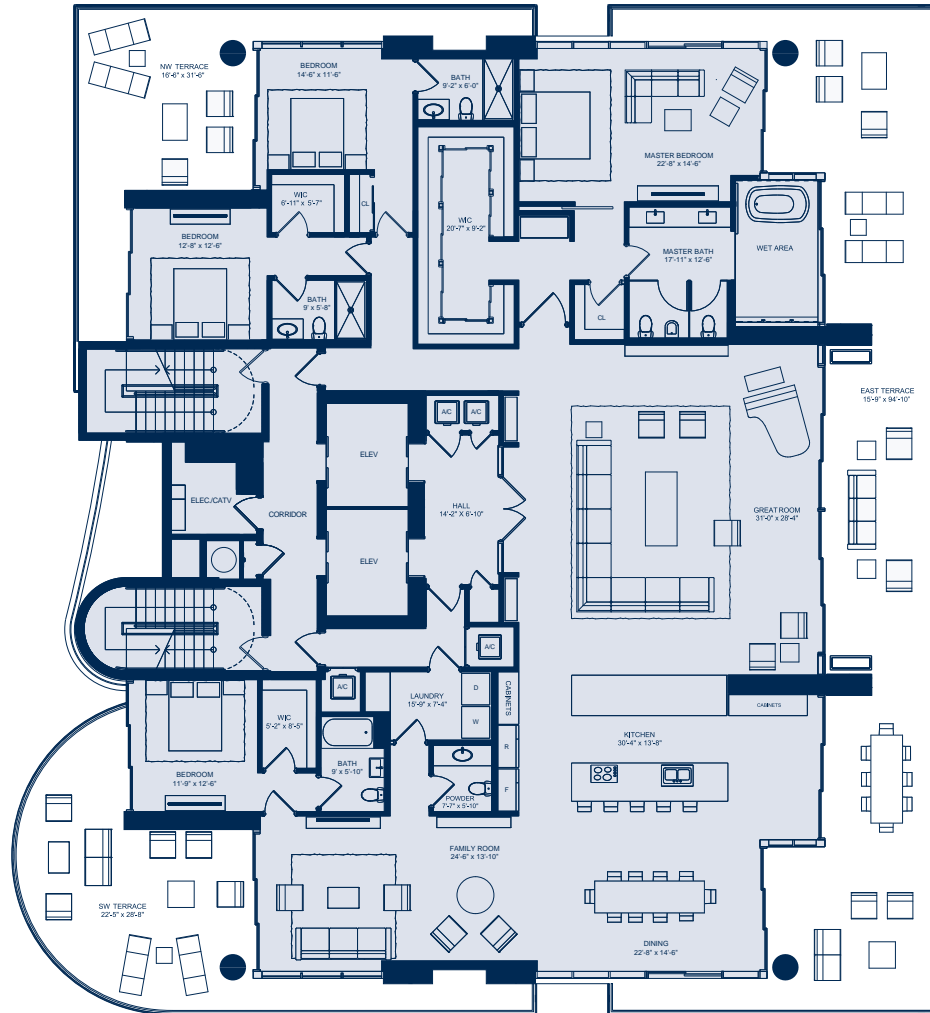 NW TERRACE
16'-6" x 31'-6"
BEDROOM
14'-6" x 11'-6"
BATH
9'-2" x 6'-0"
MASTER BEDROOM
22'-8" x 14'-6"
WIC
6'-11" x 5'-7"
CL
WIC
20'-7" x 9'-2"
BEDROOM
12'-8" x 12'-6"
MASTER BATH
17'-11" x 12'-6"
WET AREA
BATH
9' x 5'-8"
CL
EAST TERRACE
15'-9" x 94'-10"
A/C
A/C
ELEV
ELEC./CATV
CORRIDOR
HALL
14'-2" X 6'-10"
GREAT ROOM
31'-0" x 28'-4"
ELEV
A/C
A/C
LAUNDRY
15'-9" x 7'-4"
D
W
CABINETS
CABINETS
WIC
5'-2" x 8'-5"
KITCHEN
30'-4" x 13'-8"
R
BATH
9' x 5'-10"
BEDROOM
11'-9" x 12'-6"
F
POWDER
7'-7" x 5'-10"
FAMILY ROOM
24'-6" x 13'-10"
SW TERRACE
22'-5" x 28'-8"
DINING
22'-8" x 14'-6"